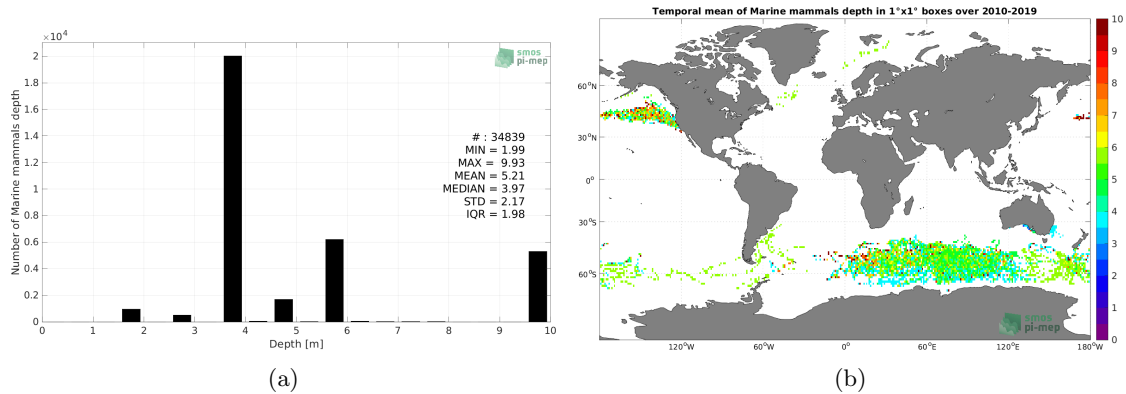 ×10⁴
2
1.8
1.6
1.4
1.2
1
0.8
0.6
0.4
0.2
0
Number of Marine mammals depth
smos
pi-mep
# : 34839
MIN = 1.99
MAX = 9.93
MEAN = 5.21
MEDIAN = 3.97
STD = 2.17
IQR = 1.98
0 1 2 3 4 5 6 7 8 9 10
Depth [m]
(a)
Temporal mean of Marine mammals depth in 1°x1° boxes over 2010-2019
60°N
30°N
0°
30°S
60°S
120°W 60°W 0° 60°E 120°E 180°W
smos
pi-mep
10
9
8
7
6
5
4
3
2
1
0
(b)